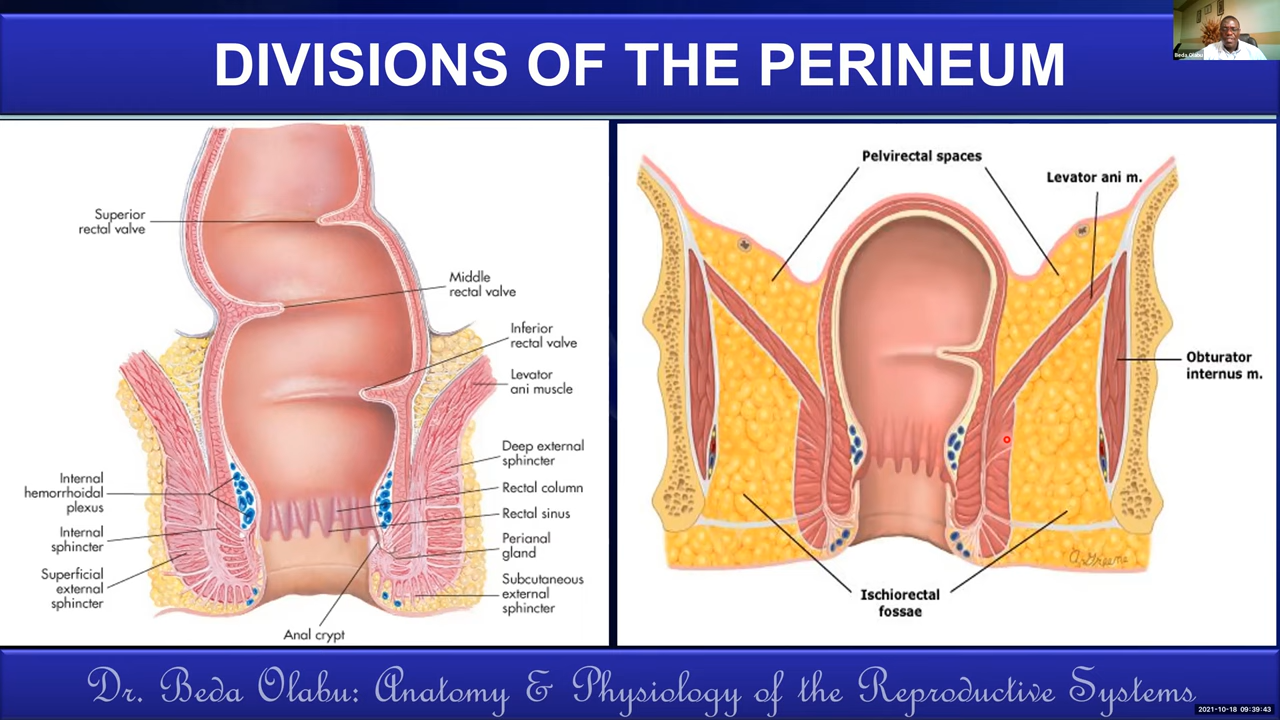 DIVISIONS OF THE PERINEUM
Beda Olabu
Superior
rectal valve
Middle
rectal valve
Inferior
rectal valve
Levator
ani muscle
Deep external
sphincter
Rectal column
Rectal sinus
Perianal
gland
Subcutaneous
external
sphincter
Internal
hemorrhoidal
plexus
Internal
sphincter
Superficial
external
sphincter
Anal crypt
Pelvirectal spaces
Levator ani m.
Obturator
internus m.
Ischiorectal
fossae
A. Greene
Dr. Beda Olabu: Anatomy & Physiology of the Reproductive Systems
2021-10-18 09:39:43